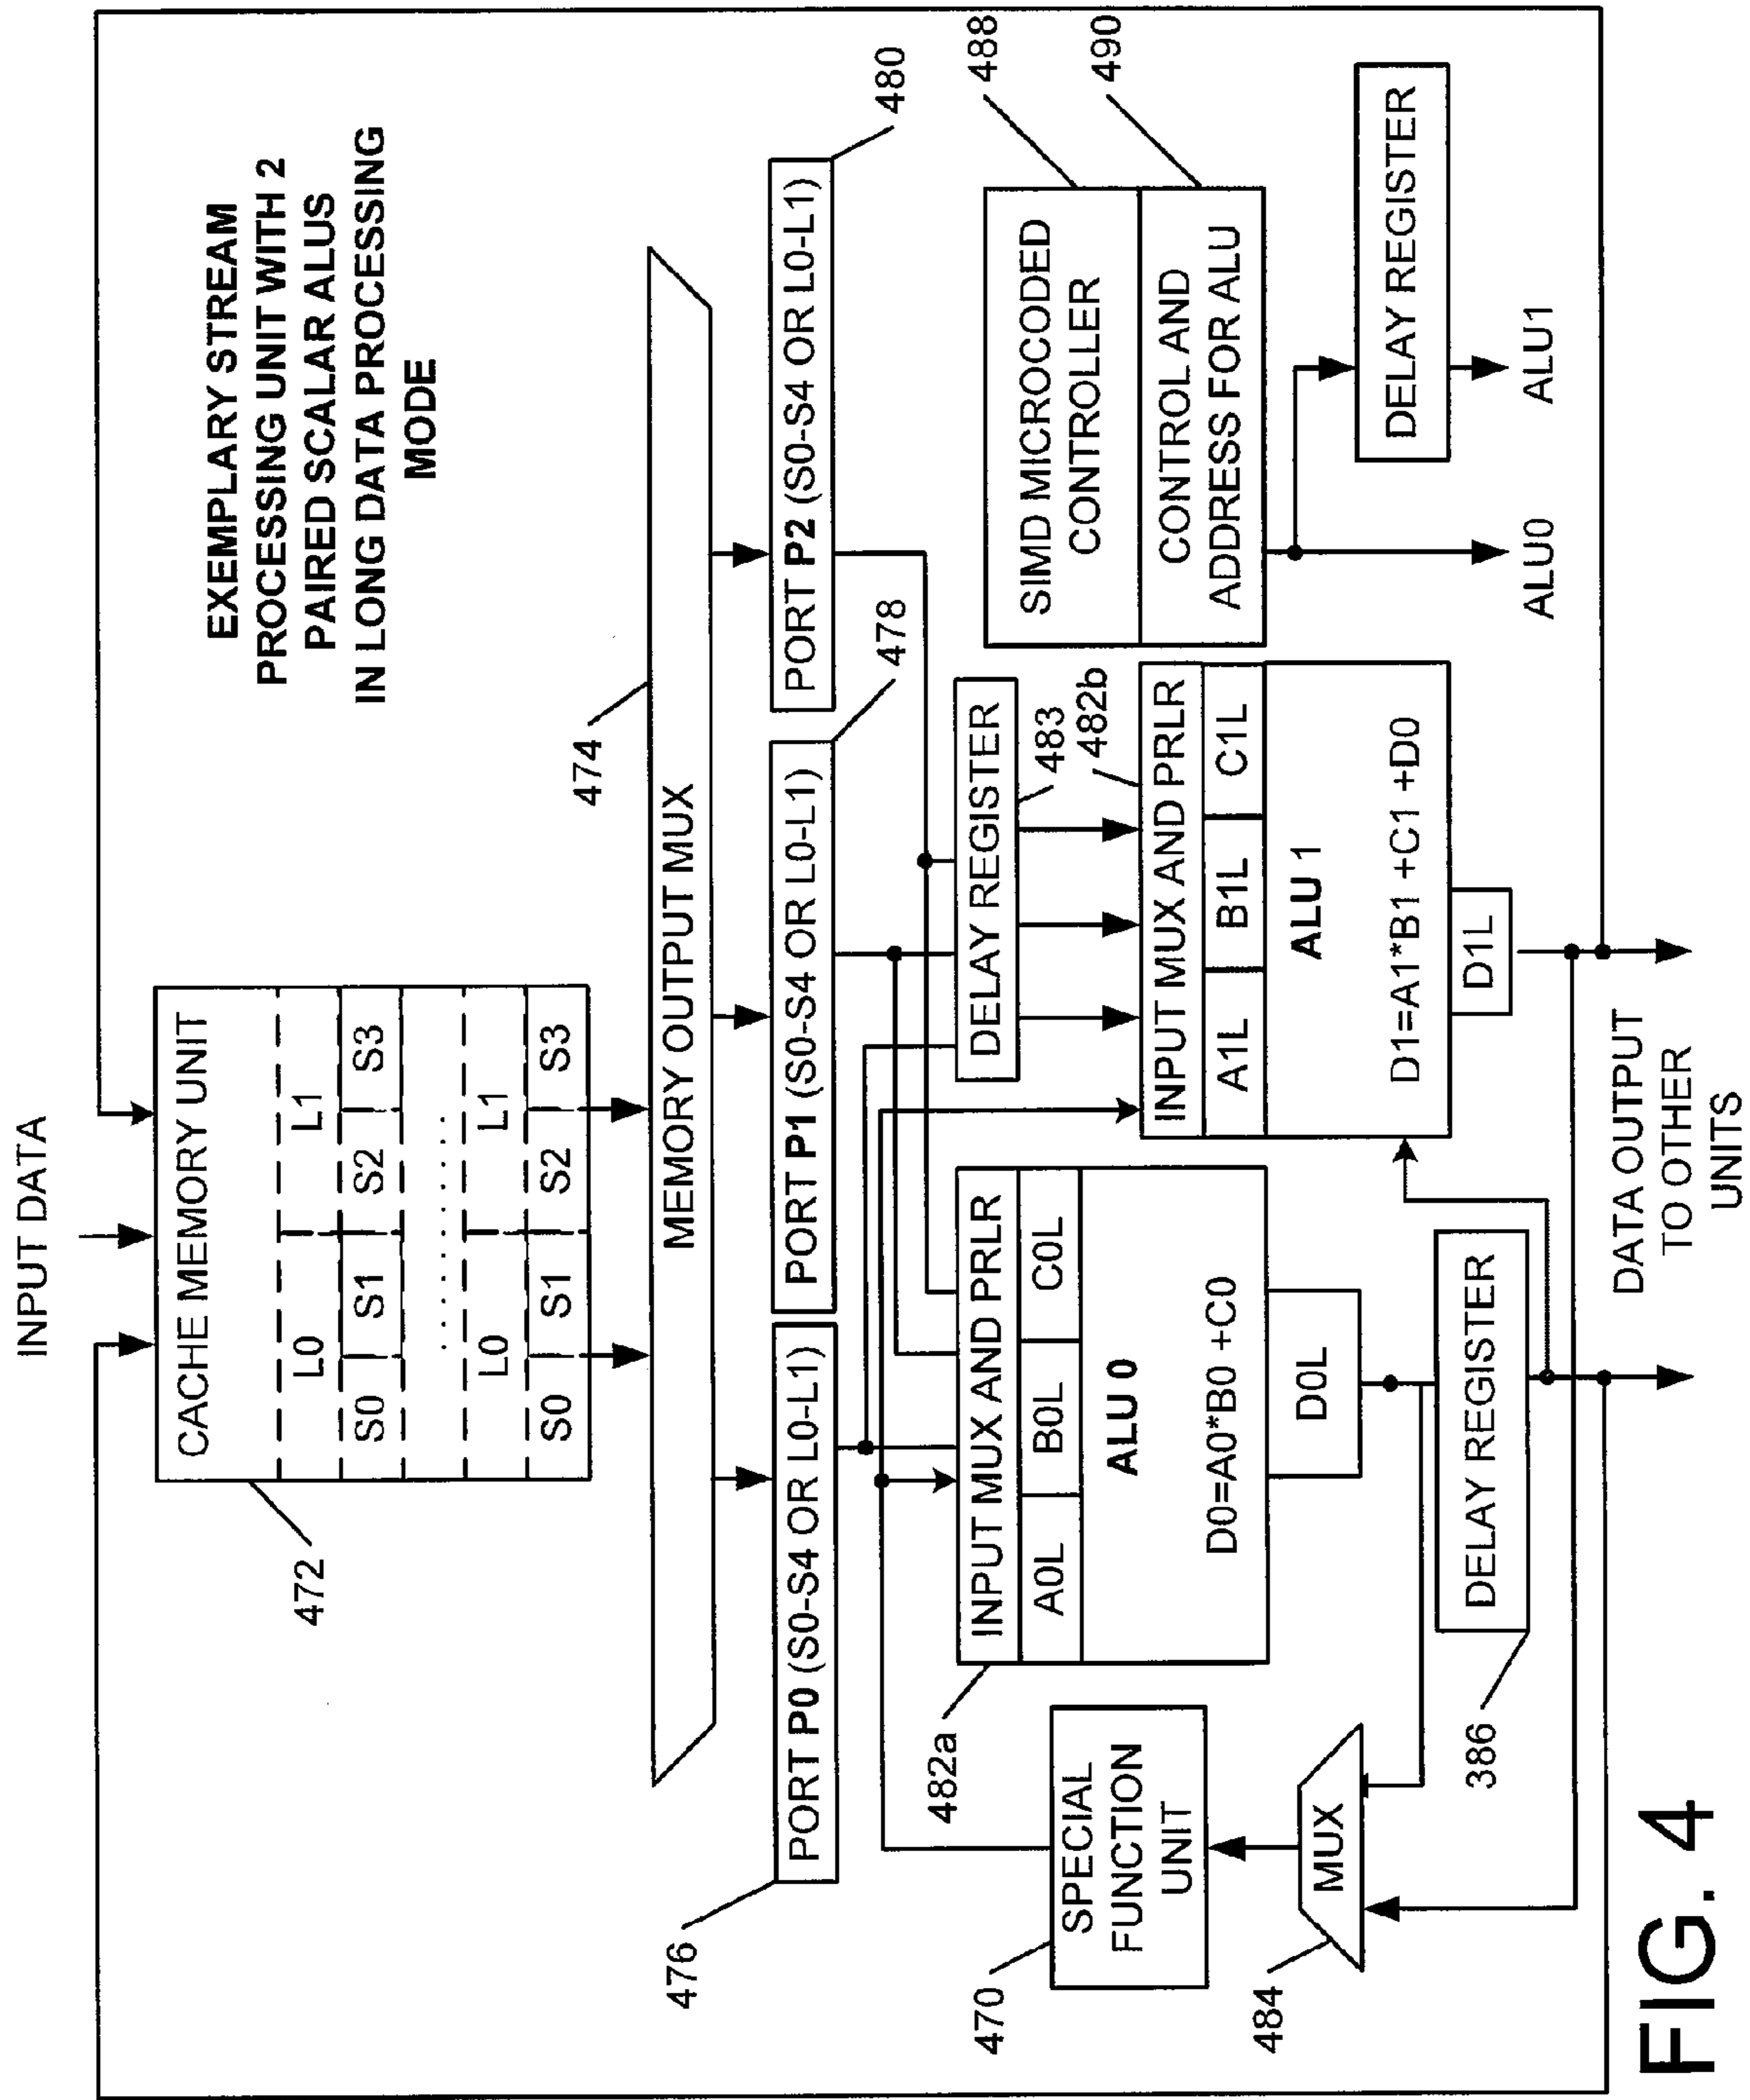 INPUT DATA
EXEMPLARY STREAM
PROCESSING UNIT WITH 2
PAIRED SCALAR ALUS
IN LONG DATA PROCESSING
MODE
CACHE MEMORY UNIT
L0 L1
S0 S1 S2 S3
L0 L1
S0 S1 S2 S3
472
474
MEMORY OUTPUT MUX
476
PORT P0 (S0-S4 OR L0-L1)
PORT P1 (S0-S4 OR L0-L1)
478
PORT P2 (S0-S4 OR L0-L1)
480
470
SPECIAL
FUNCTION
UNIT
484
MUX
482a
INPUT MUX AND PRLR
A0L B0L C0L
ALU 0
D0=A0*B0 +C0
D0L
386
DELAY REGISTER
DELAY REGISTER
483
482b
INPUT MUX AND PRLR
A1L B1L C1L
ALU 1
D1=A1*B1 +C1 +D0
D1L
488
SIMD MICROCODED
CONTROLLER
490
CONTROL AND
ADDRESS FOR ALU
DELAY REGISTER
ALU0
ALU1
DATA OUTPUT
TO OTHER
UNITS
FIG. 4